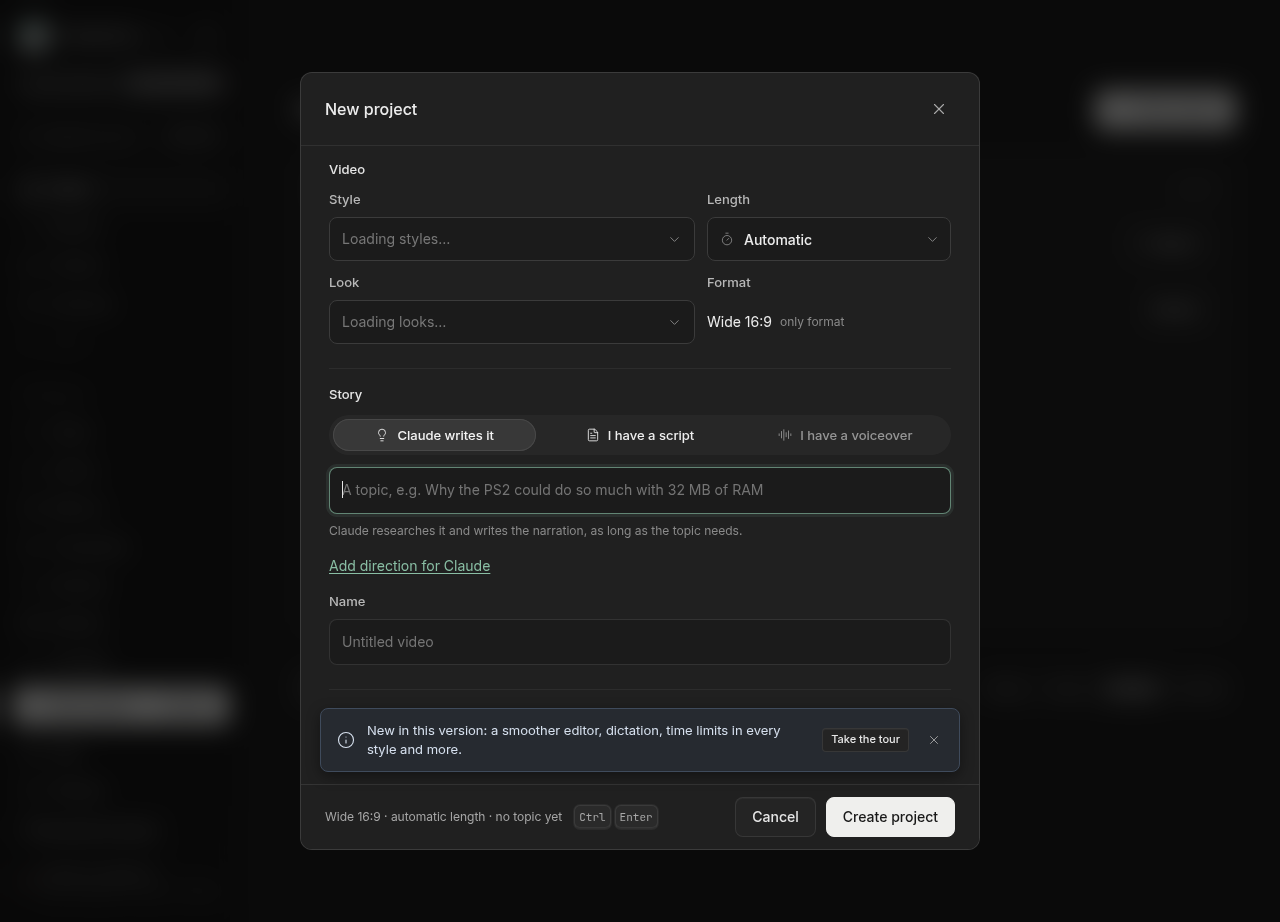 New project
Video
Style
Length
Loading styles...
Automatic
Look
Format
Loading looks...
Wide 16:9 only format
Story
Claude writes it
I have a script
I have a voiceover
A topic, e.g. Why the PS2 could do so much with 32 MB of RAM
Claude researches it and writes the narration, as long as the topic needs.
Add direction for Claude
Name
Untitled video
New in this version: a smoother editor, dictation, time limits in every
style and more.
Take the tour
Wide 16:9 · automatic length · no topic yet
Ctrl Enter
Cancel
Create project